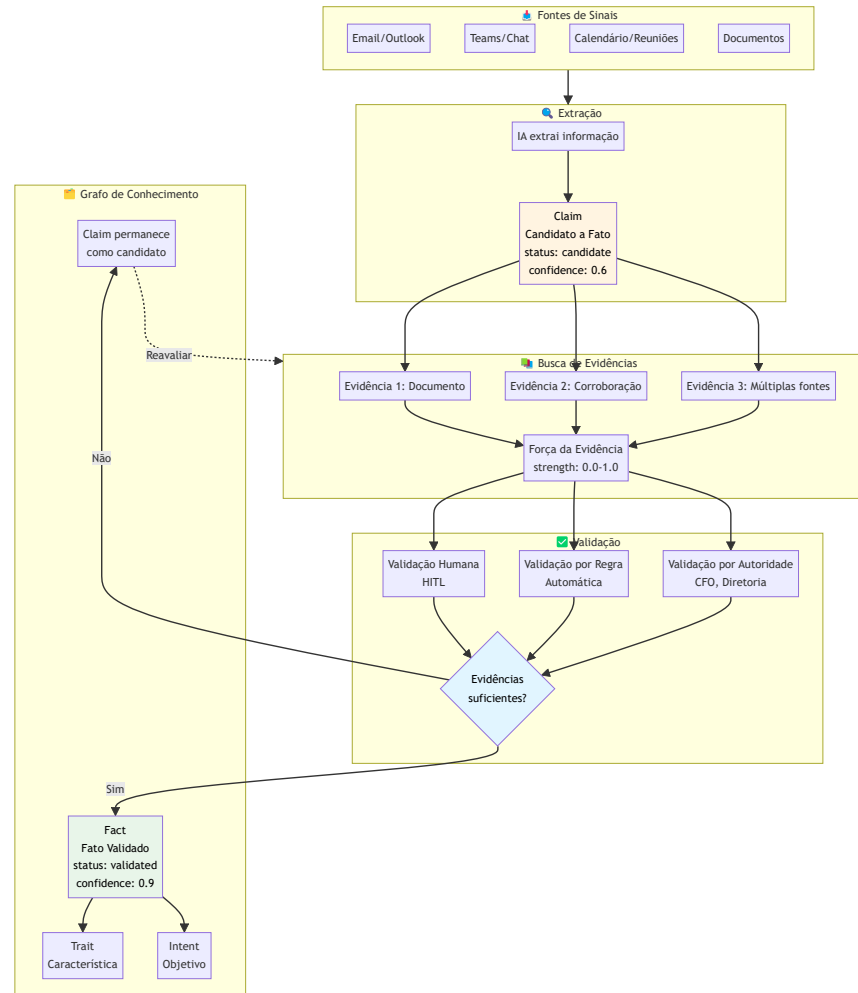 Fontes de Sinais
Email/Outlook
Teams/Chat
Calendário/Reuniões
Documentos
Extração
IA extrai informação
Claim
Candidato a Fato
status: candidate
confidence: 0.6
Grafo de Conhecimento
Claim permanece
como candidato
Reavaliar
Busca de Evidências
Evidência 1: Documento
Evidência 2: Corroboração
Evidência 3: Múltiplas fontes
Força da Evidência
strength: 0.0-1.0
Não
Validação
Validação Humana
HITL
Validação por Regra
Automática
Validação por Autoridade
CFO, Diretoria
Evidências
suficientes?
Sim
Fact
Fato Validado
status: validated
confidence: 0.9
Trait
Característica
Intent
Objetivo